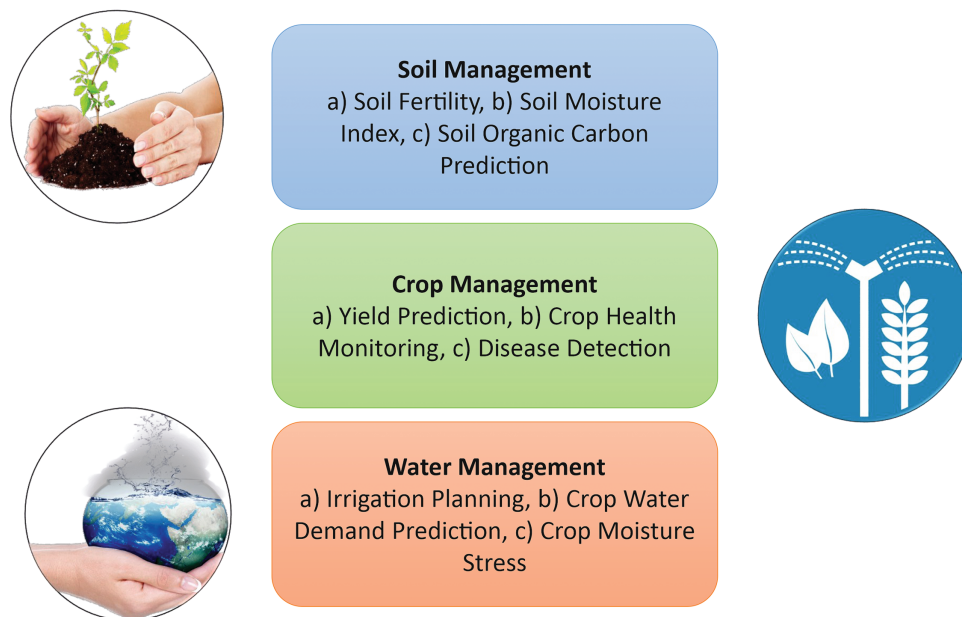 Soil Management
a) Soil Fertility, b) Soil Moisture
Index, c) Soil Organic Carbon
Prediction
Crop Management
a) Yield Prediction, b) Crop Health
Monitoring, c) Disease Detection
Water Management
a) Irrigation Planning, b) Crop Water
Demand Prediction, c) Crop Moisture
Stress